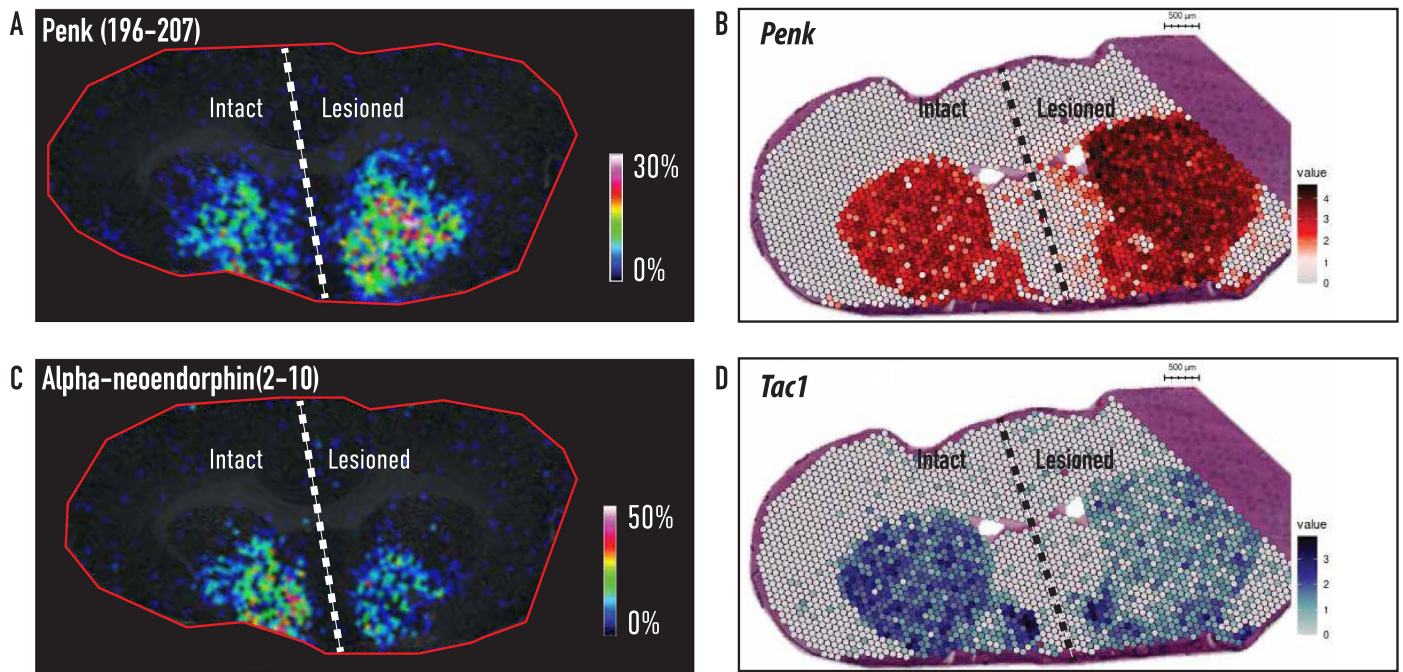 A
Penk (196–207)
Intact
Lesioned
30%
0%
B
Penk
500 µm
Intact
Lesioned
value
4
3
2
1
0
C
Alpha–neoendorphin(2–10)
Intact
Lesioned
50%
0%
D
Tac1
500 µm
Intact
Lesioned
value
3
2
1
0